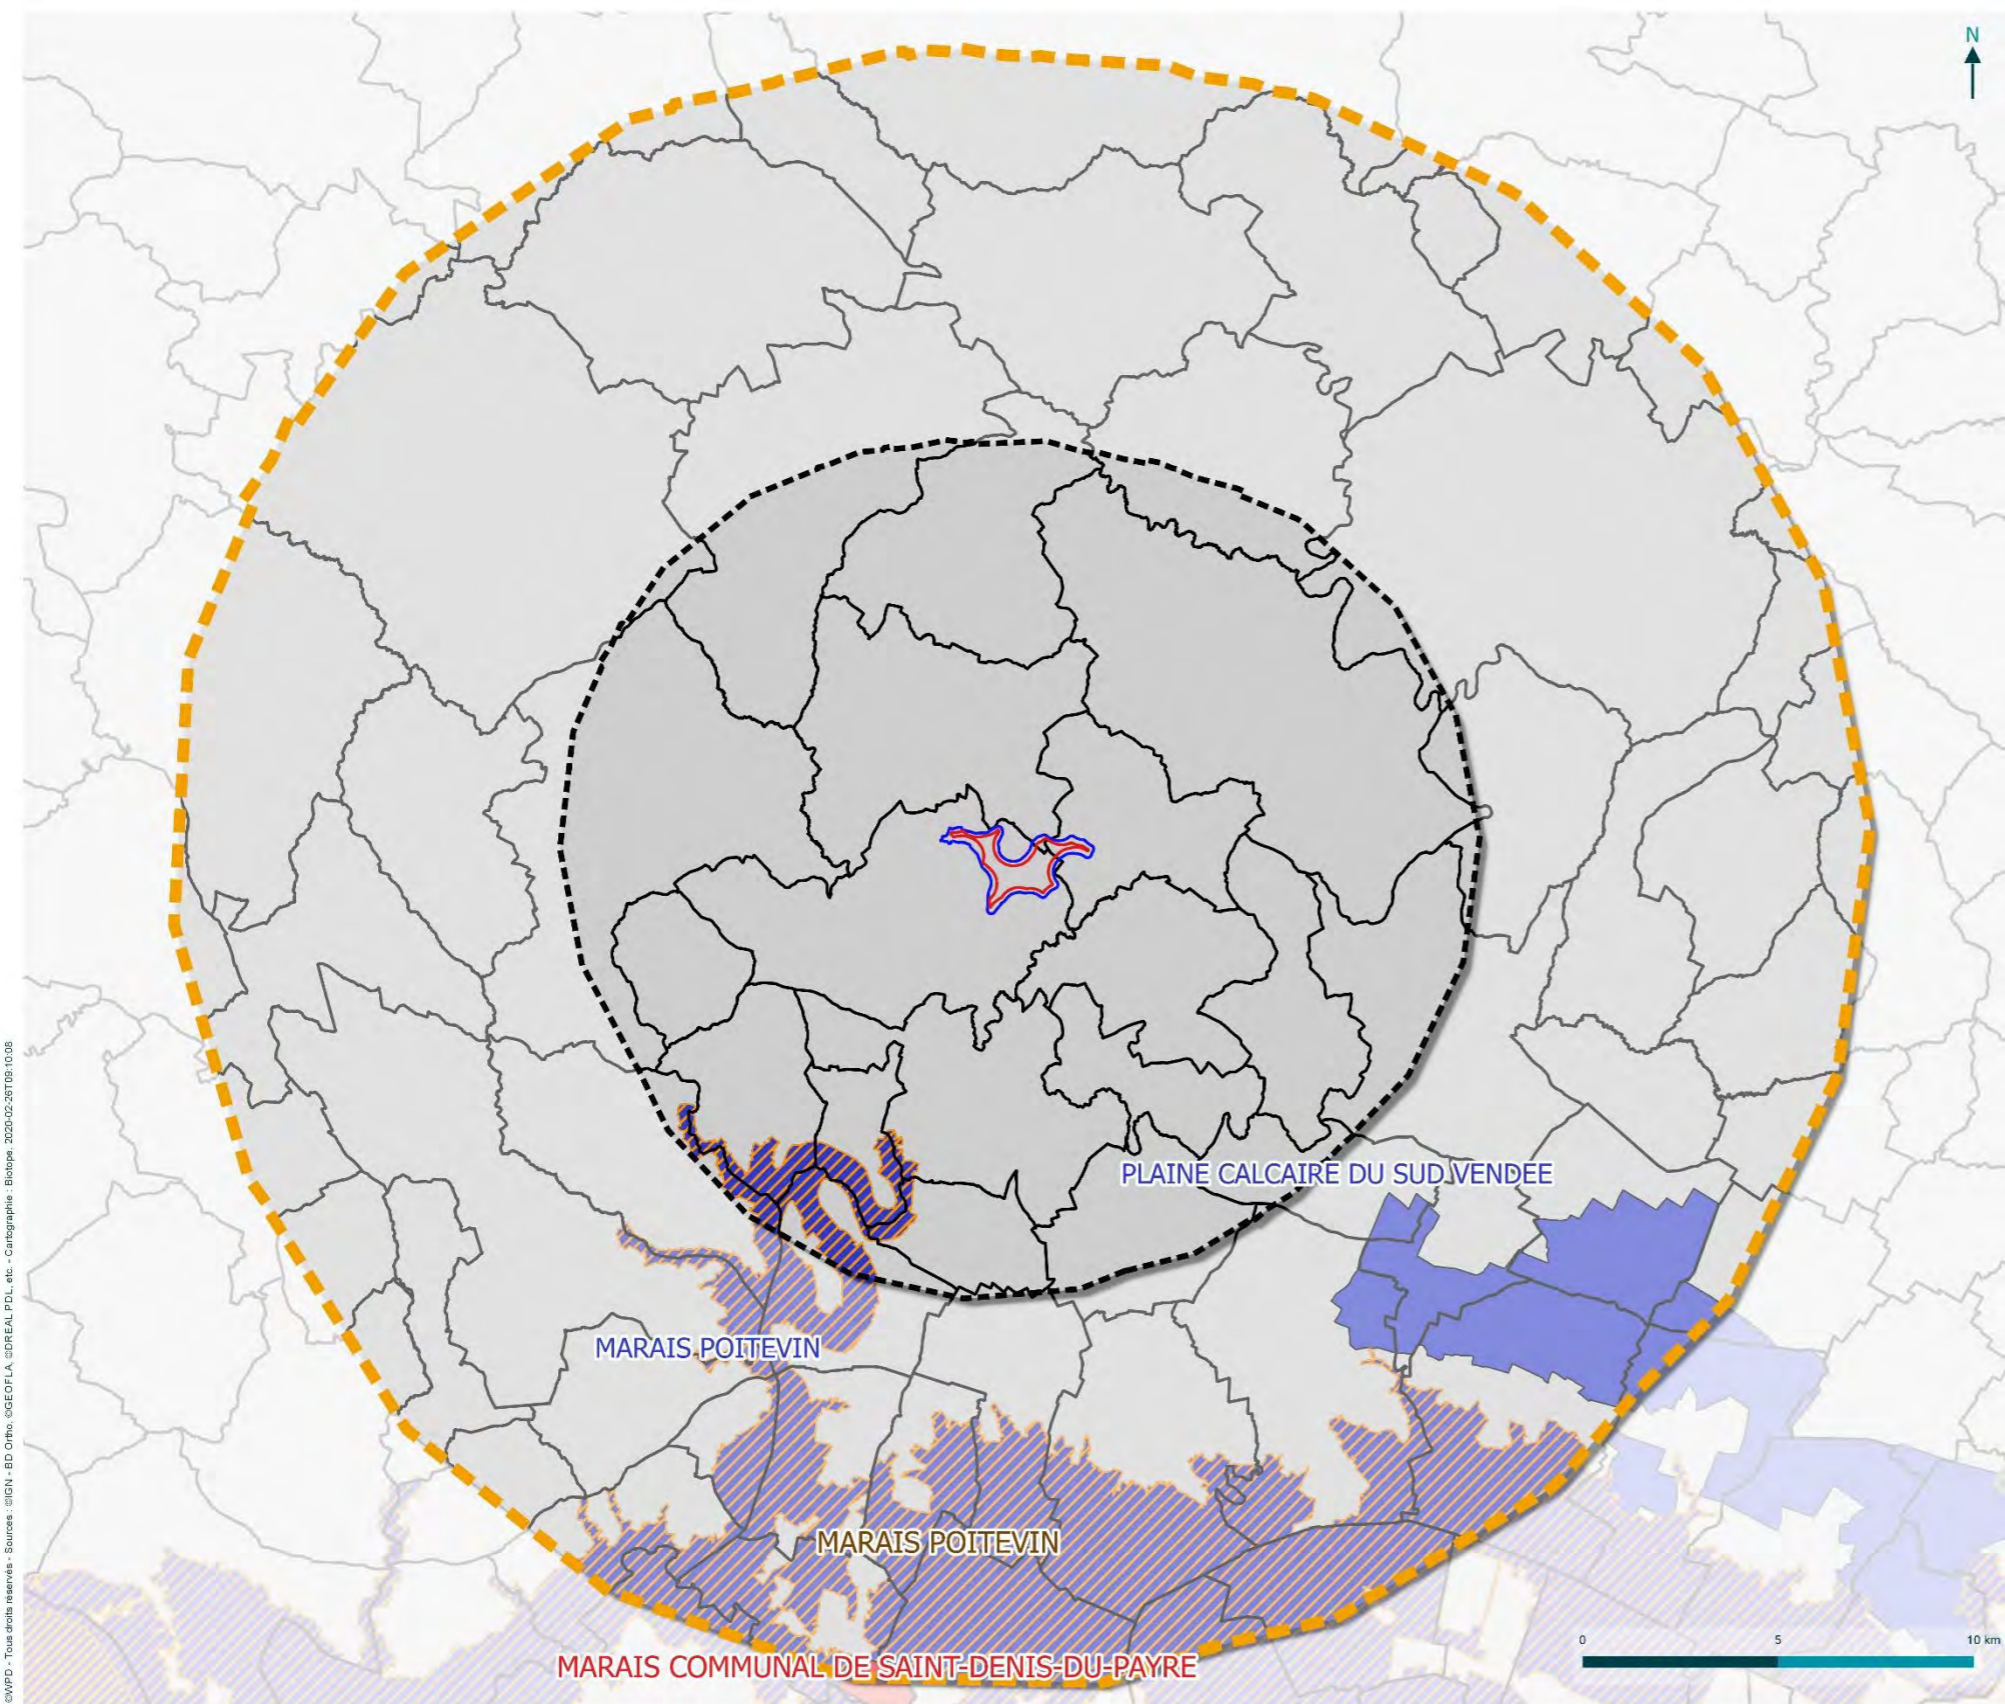 N
PLAINE CALCAIRE DU SUD VENDEE
MARAIS POITEVIN
MARAIS POITEVIN
MARAIS COMMUNAL DE SAINT-DENIS-DU-PAYRE
0 5 10 km
©WPD - Tous droits réservés - Sources : ©IGN - BD Ortho, ©GEOFLA, ©DREAL PDL, etc. - Cartographie : Biotope, 2020-02-26T09:10:08